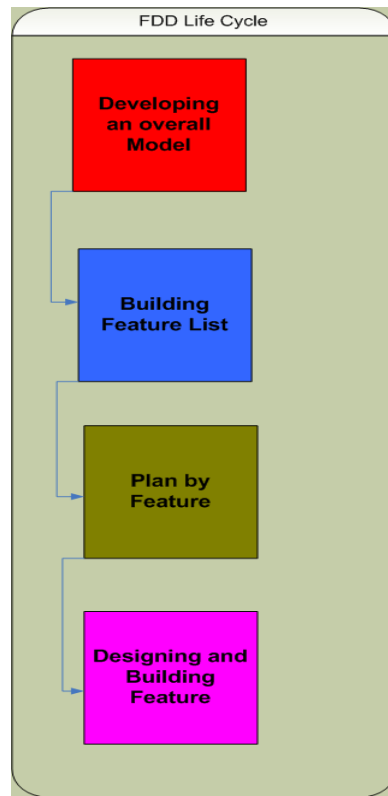 FDD Life Cycle
Developing
an overall
Model
Building
Feature List
Plan by
Feature
Designing and
Building
Feature